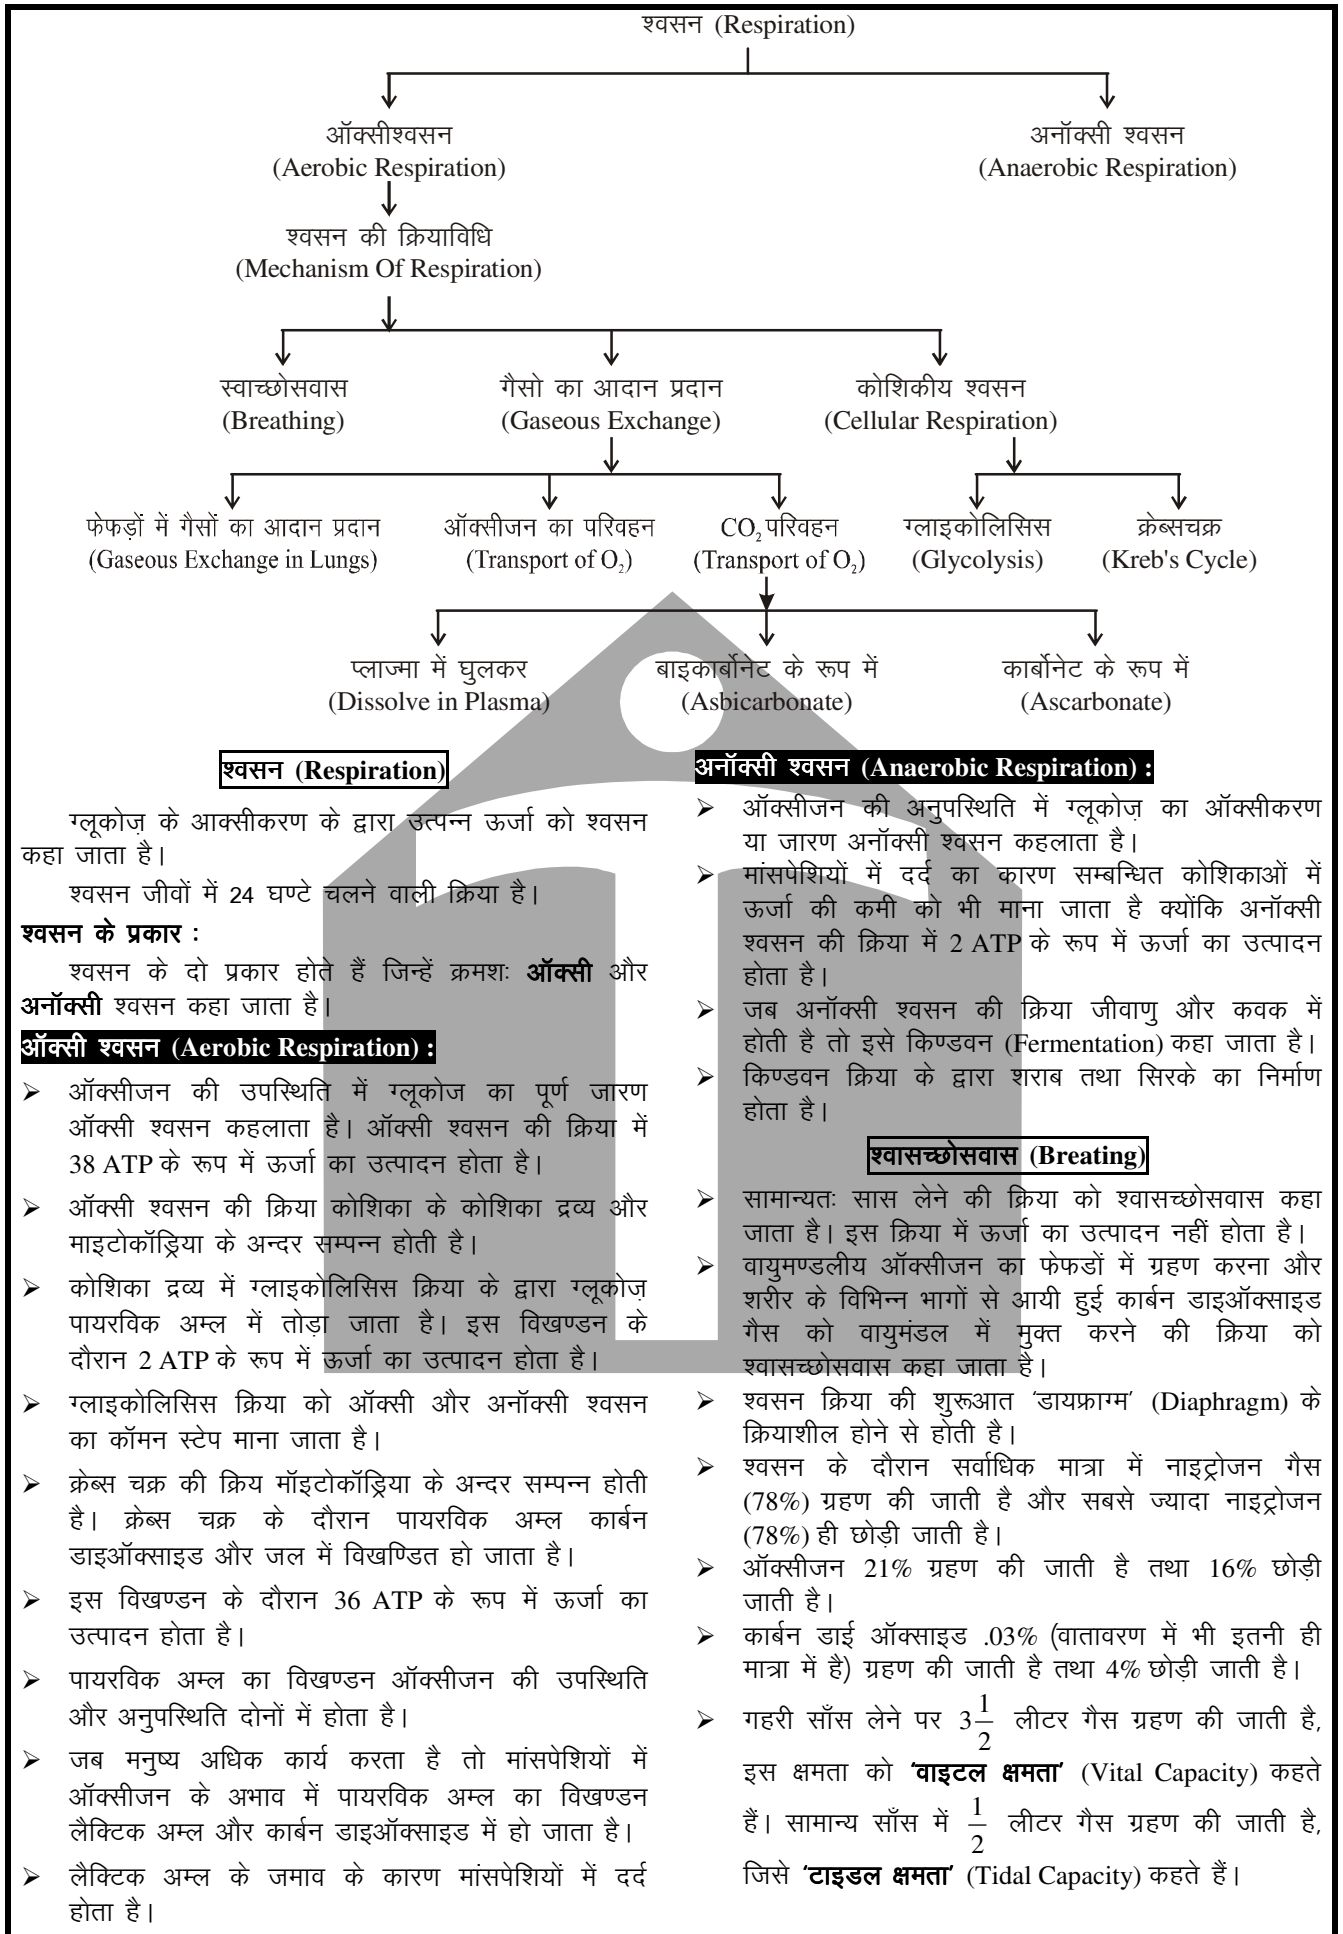 श्वसन (Respiration)
ऑक्सीश्वसन
(Aerobic Respiration)
अनॉक्सी श्वसन
(Anaerobic Respiration)
श्वसन की क्रियाविधि
(Mechanism Of Respiration)
स्वाच्छोसवास
(Breathing)
गैसो का आदान प्रदान
(Gaseous Exchange)
कोशिकीय श्वसन
(Cellular Respiration)
फेफड़ों में गैसों का आदान प्रदान
(Gaseous Exchange in Lungs)
ऑक्सीजन का परिवहन
(Transport of O₂)
CO₂ परिवहन
(Transport of O₂)
ग्लाइकोलिसिस
(Glycolysis)
क्रेब्सचक्र
(Kreb's Cycle)
प्लाज्मा में घुलकर
(Dissolve in Plasma)
बाइकार्बोनेट के रूप में
(Asbicarbonate)
कार्बोनेट के रूप में
(Ascarbonate)
श्वसन (Respiration)
ग्लूकोज़ के आक्सीकरण के द्वारा उत्पन्न ऊर्जा को श्वसन
कहा जाता है।
श्वसन जीवों में 24 घण्टे चलने वाली क्रिया है।
श्वसन के प्रकार :
श्वसन के दो प्रकार होते हैं जिन्हें क्रमशः ऑक्सी और
अनॉक्सी श्वसन कहा जाता है।
ऑक्सी श्वसन (Aerobic Respiration) :
➢ ऑक्सीजन की उपस्थिति में ग्लूकोज का पूर्ण जारण
ऑक्सी श्वसन कहलाता है। ऑक्सी श्वसन की क्रिया में
38 ATP के रूप में ऊर्जा का उत्पादन होता है।
➢ ऑक्सी श्वसन की क्रिया कोशिका के कोशिका द्रव्य और
माइटोकॉड्रिया के अन्दर सम्पन्न होती है।
➢ कोशिका द्रव्य में ग्लाइकोलिसिस क्रिया के द्वारा ग्लूकोज़
पायरविक अम्ल में तोड़ा जाता है। इस विखण्डन के
दौरान 2 ATP के रूप में ऊर्जा का उत्पादन होता है।
➢ ग्लाइकोलिसिस क्रिया को ऑक्सी और अनॉक्सी श्वसन
का कॉमन स्टेप माना जाता है।
➢ क्रेब्स चक्र की क्रिय मॉइटोकॉड्रिया के अन्दर सम्पन्न होती
है। क्रेब्स चक्र के दौरान पायरविक अम्ल कार्बन
डाइऑक्साइड और जल में विखण्डित हो जाता है।
➢ इस विखण्डन के दौरान 36 ATP के रूप में ऊर्जा का
उत्पादन होता है।
➢ पायरविक अम्ल का विखण्डन ऑक्सीजन की उपस्थिति
और अनुपस्थिति दोनों में होता है।
➢ जब मनुष्य अधिक कार्य करता है तो मांसपेशियों में
ऑक्सीजन के अभाव में पायरविक अम्ल का विखण्डन
लैक्टिक अम्ल और कार्बन डाइऑक्साइड में हो जाता है।
➢ लैक्टिक अम्ल के जमाव के कारण मांसपेशियों में दर्द
होता है।
अनॉक्सी श्वसन (Anaerobic Respiration) :
➢ ऑक्सीजन की अनुपस्थिति में ग्लूकोज़ का ऑक्सीकरण
या जारण अनॉक्सी श्वसन कहलाता है।
➢ मांसपेशियों में दर्द का कारण सम्बन्धित कोशिकाओं में
ऊर्जा की कमी को भी माना जाता है क्योंकि अनॉक्सी
श्वसन की क्रिया में 2 ATP के रूप में ऊर्जा का उत्पादन
होता है।
➢ जब अनॉक्सी श्वसन की क्रिया जीवाणु और कवक में
होती है तो इसे किण्डवन (Fermentation) कहा जाता है।
➢ किण्डवन क्रिया के द्वारा शराब तथा सिरके का निर्माण
होता है।
श्वासच्छोसवास (Breating)
➢ सामान्यतः सास लेने की क्रिया को श्वासच्छोसवास कहा
जाता है। इस क्रिया में ऊर्जा का उत्पादन नहीं होता है।
➢ वायुमण्डलीय ऑक्सीजन का फेफडों में ग्रहण करना और
शरीर के विभिन्न भागों से आयी हुई कार्बन डाइऑक्साइड
गैस को वायुमंडल में मुक्त करने की क्रिया को
श्वासच्छोसवास कहा जाता है।
➢ श्वसन क्रिया की शुरूआत 'डायफ्राग्म' (Diaphragm) के
क्रियाशील होने से होती है।
➢ श्वसन के दौरान सर्वाधिक मात्रा में नाइट्रोजन गैस
(78%) ग्रहण की जाती है और सबसे ज्यादा नाइट्रोजन
(78%) ही छोड़ी जाती है।
➢ ऑक्सीजन 21% ग्रहण की जाती है तथा 16% छोड़ी
जाती है।
➢ कार्बन डाई ऑक्साइड .03% (वातावरण में भी इतनी ही
मात्रा में है) ग्रहण की जाती है तथा 4% छोड़ी जाती है।
➢ गहरी साँस लेने पर 3 1/2 लीटर गैस ग्रहण की जाती है,
इस क्षमता को 'वाइटल क्षमता' (Vital Capacity) कहते
हैं। सामान्य साँस में 1/2 लीटर गैस ग्रहण की जाती है,
जिसे 'टाइडल क्षमता' (Tidal Capacity) कहते हैं।